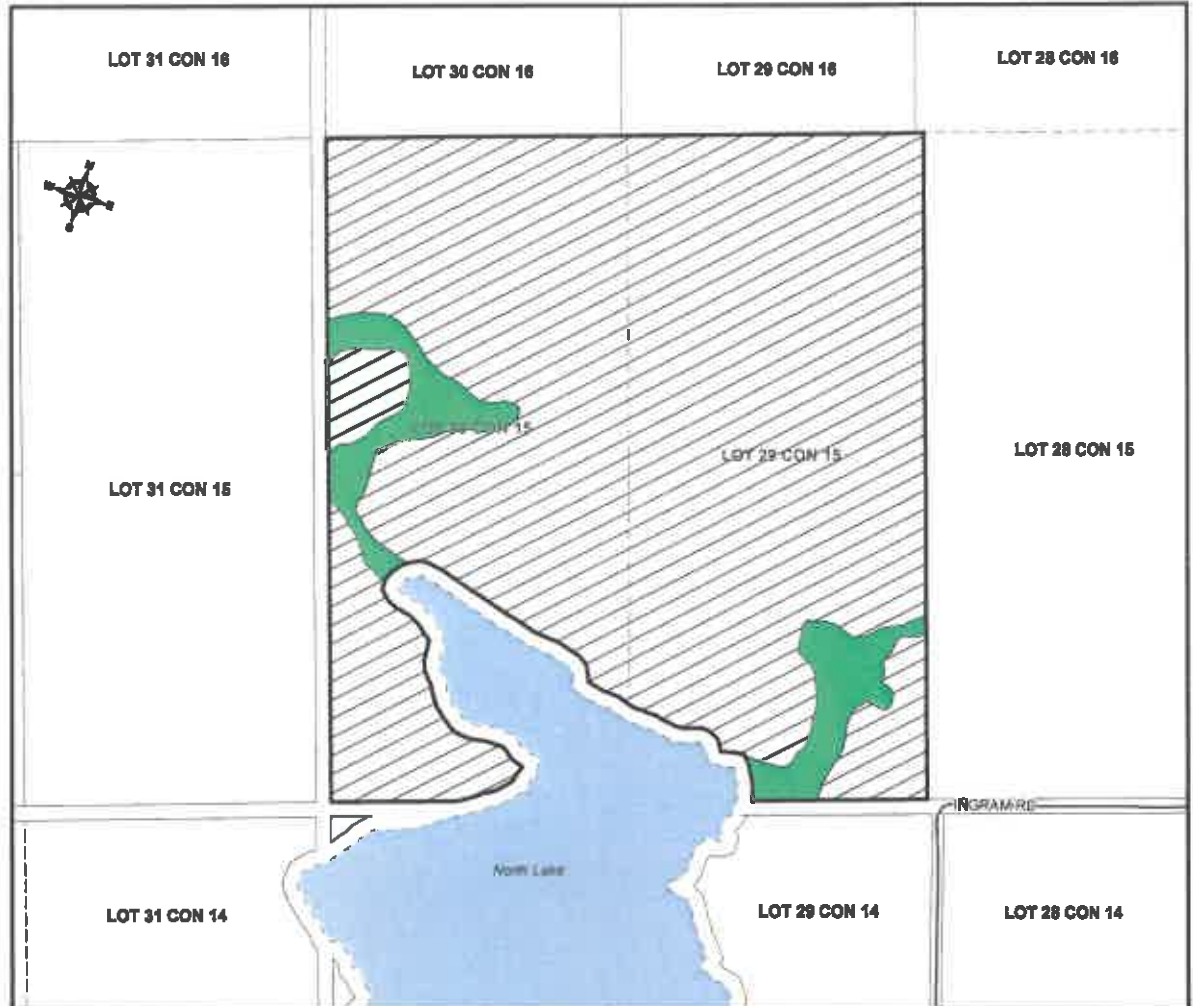 LOT 31 CON 16
LOT 30 CON 16
LOT 29 CON 16
LOT 28 CON 16
CON 15
LOT 29 CON 15
LOT 28 CON 15
LOT 31 CON 15
INGRAM RD
North Lake
LOT 31 CON 14
LOT 29 CON 14
LOT 28 CON 14